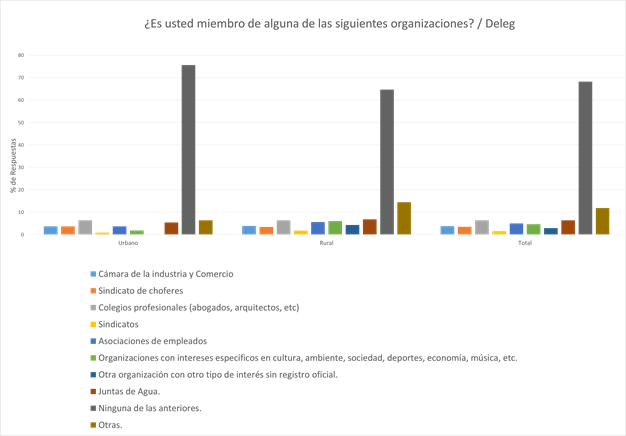 ¿Es usted miembro de alguna de las siguientes organizaciones? / Deleg
80
70
60
50
40
30
20
10
0
% de Respuestas
Urbano Rural Total
Cámara de la industria y Comercio
Sindicato de choferes
Colegios profesionales (abogados, arquitectos, etc)
Sindicatos
Asociaciones de empleados
Organizaciones con intereses específicos en cultura, ambiente, sociedad, deportes, economía, música, etc.
Otra organización con otro tipo de interés sin registro oficial.
Juntas de Agua.
Ninguna de las anteriores.
Otras.